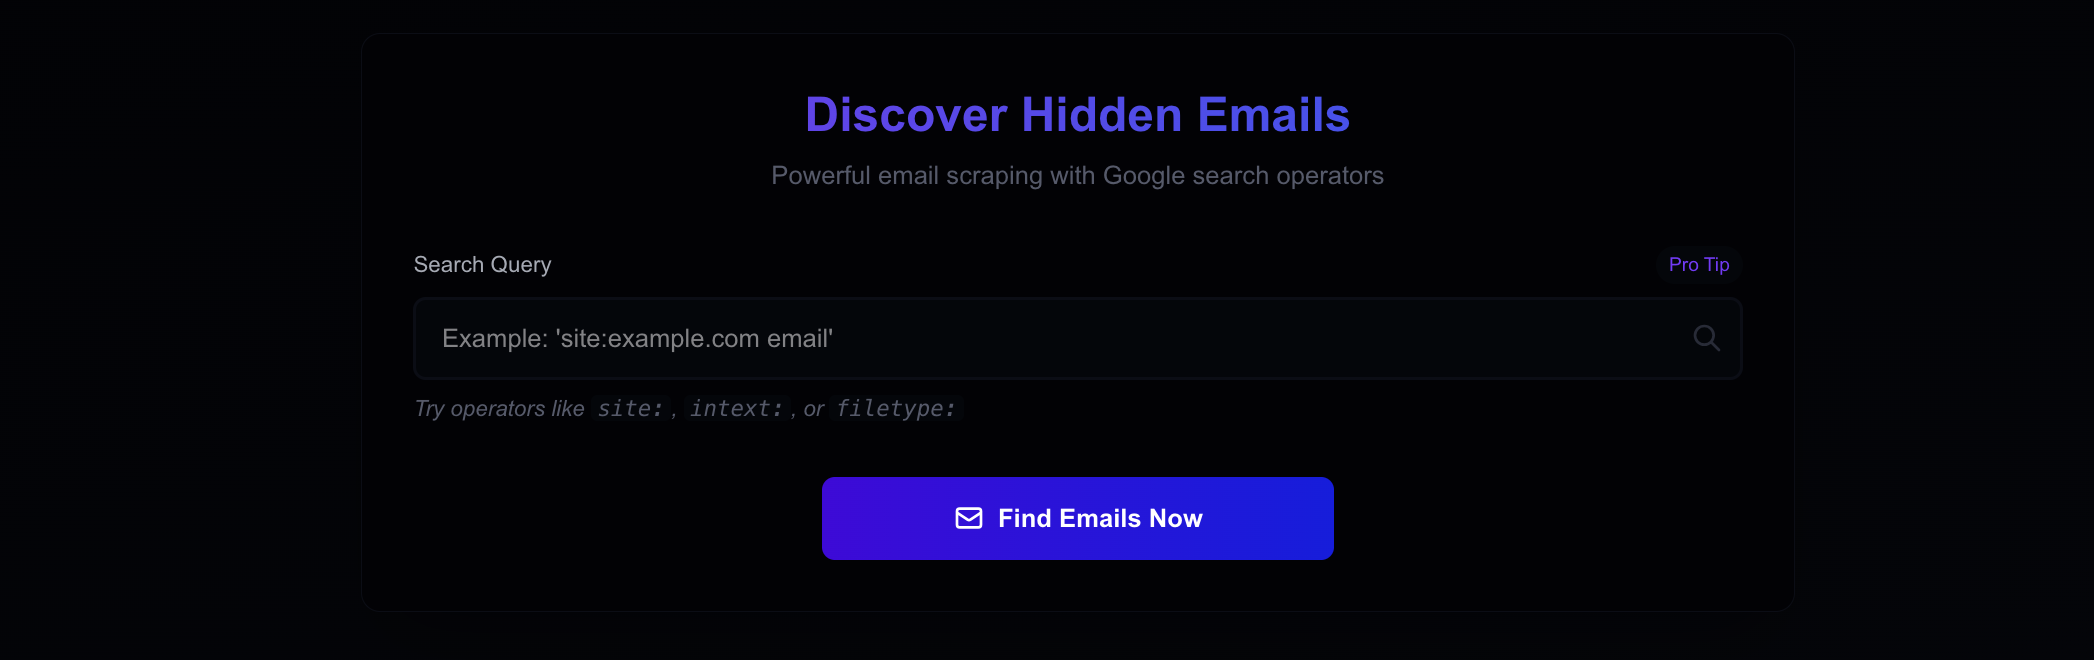 Discover Hidden Emails
Powerful email scraping with Google search operators
Search Query
Pro Tip
Example: 'site:example.com email'
Try operators like site:, intext:, or filetype:
Find Emails Now